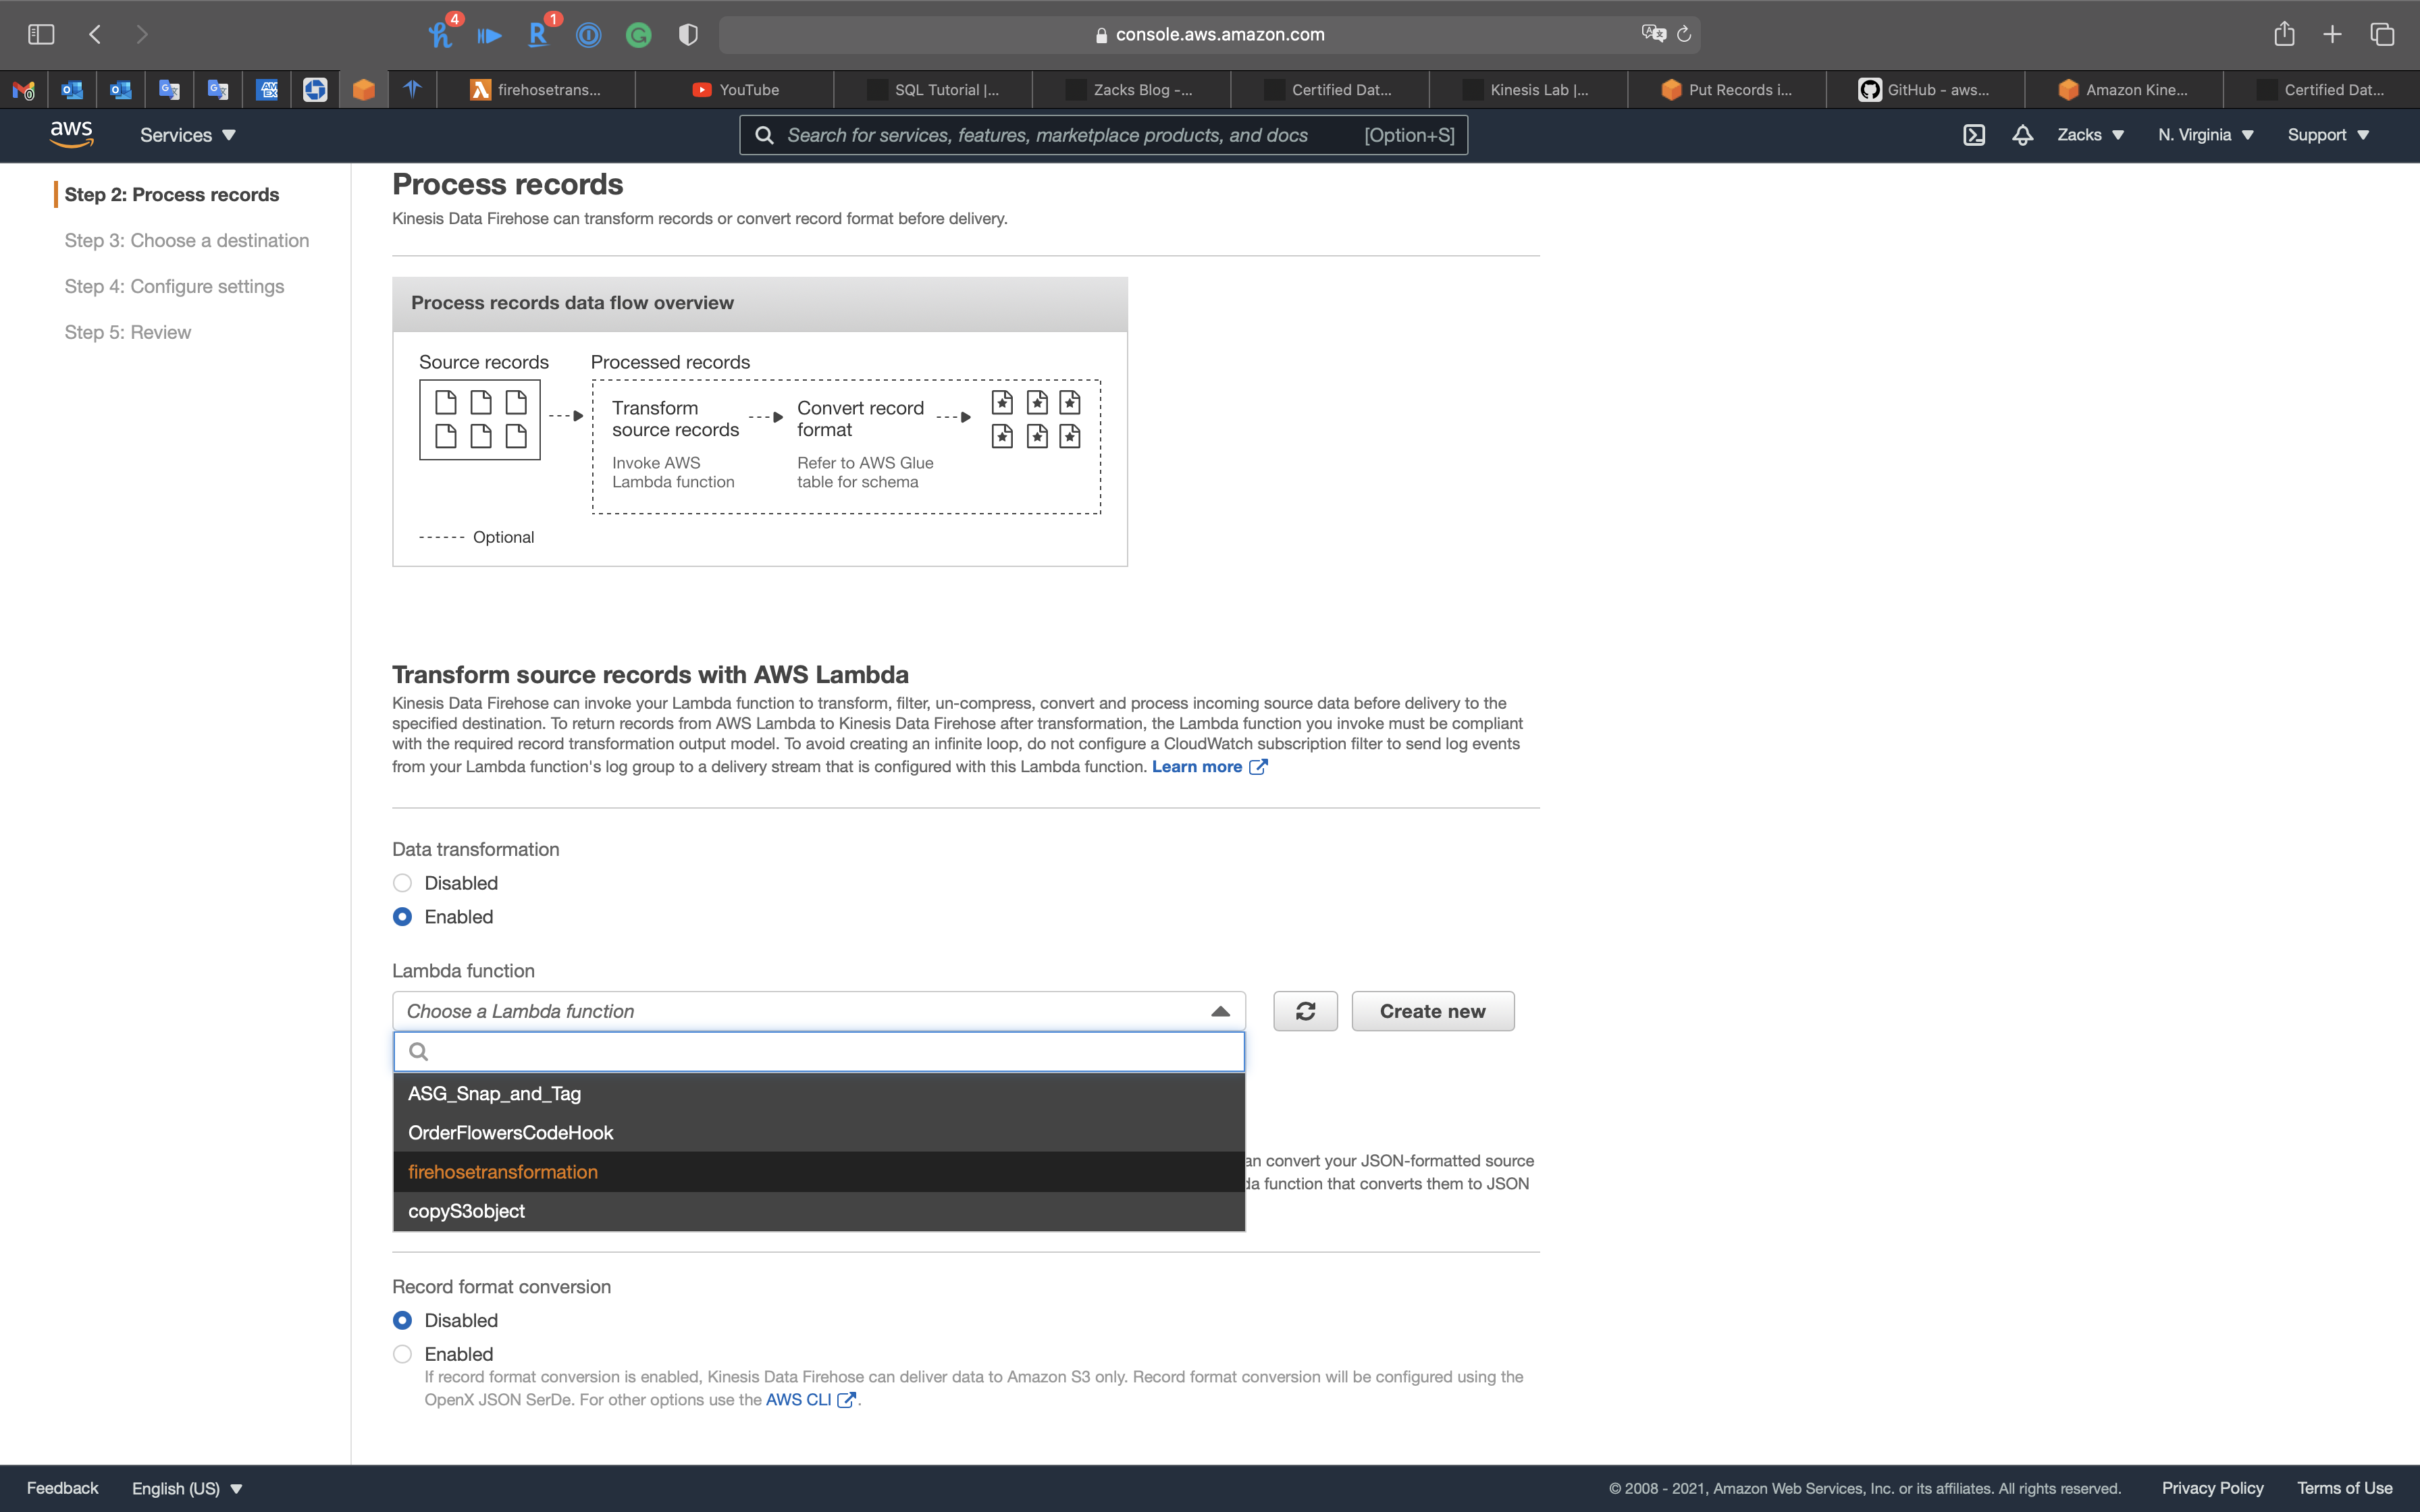 4
1
console.aws.amazon.com
firehosetrans...
YouTube
SQL Tutorial |...
Zacks Blog -...
Certified Dat...
Kinesis Lab |...
Put Records i...
GitHub - aws...
Amazon Kine...
Certified Dat...
aws
Services
Search for services, features, marketplace products, and docs
[Option+S]
Zacks
N. Virginia
Support
Step 2: Process records
Step 3: Choose a destination
Step 4: Configure settings
Step 5: Review
Process records
Kinesis Data Firehose can transform records or convert record format before delivery.
Process records data flow overview
Source records
Processed records
Transform
source records
Invoke AWS
Lambda function
Convert record
format
Refer to AWS Glue
table for schema
Optional
Transform source records with AWS Lambda
Kinesis Data Firehose can invoke your Lambda function to transform, filter, un-compress, convert and process incoming source data before delivery to the
specified destination. To return records from AWS Lambda to Kinesis Data Firehose after transformation, the Lambda function you invoke must be compliant
with the required record transformation output model. To avoid creating an infinite loop, do not configure a CloudWatch subscription filter to send log events
from your Lambda function's log group to a delivery stream that is configured with this Lambda function. Learn more
Data transformation
Disabled
Enabled
Lambda function
Choose a Lambda function
Create new
ASG_Snap_and_Tag
OrderFlowersCodeHook
firehosetransformation
copyS3object
an convert your JSON-formatted source
da function that converts them to JSON
Record format conversion
Disabled
Enabled
If record format conversion is enabled, Kinesis Data Firehose can deliver data to Amazon S3 only. Record format conversion will be configured using the
OpenX JSON SerDe. For other options use the AWS CLI .
Feedback
English (US)
© 2008 - 2021, Amazon Web Services, Inc. or its affiliates. All rights reserved.
Privacy Policy
Terms of Use